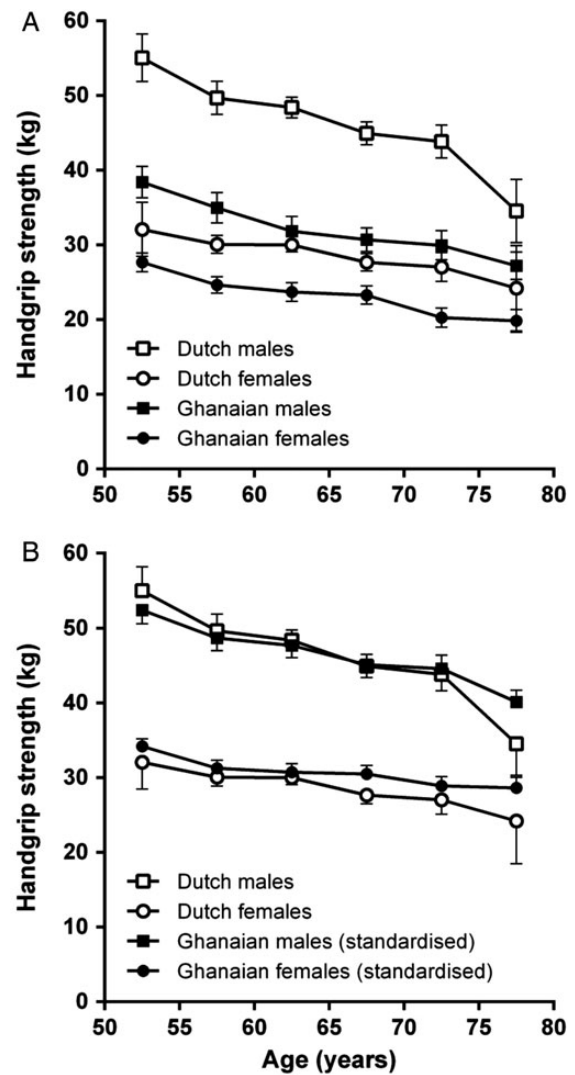 A
Handgrip strength (kg)
60
50
40
30
20
10
0
Dutch males
Dutch females
Ghanaian males
Ghanaian females
50 55 60 65 70 75 80
B
Handgrip strength (kg)
60
50
40
30
20
10
0
Dutch males
Dutch females
Ghanaian males (standardised)
Ghanaian females (standardised)
50 55 60 65 70 75 80
Age (years)